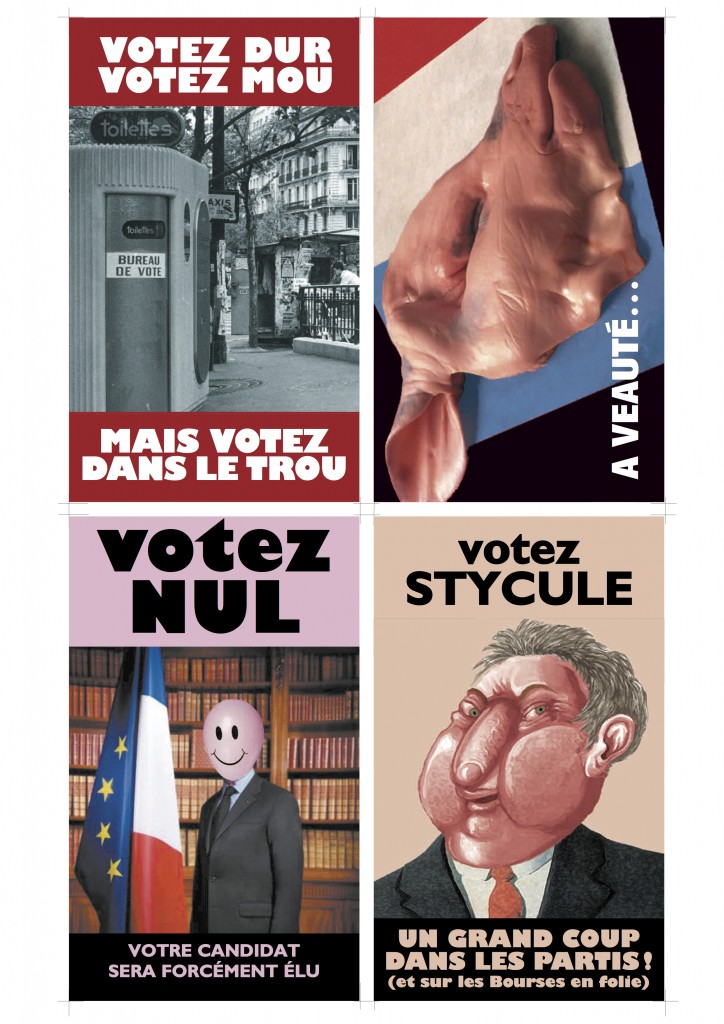 VOTEZ DUR
VOTEZ MOU
toilettes
AXIS
toilettes
BUREAU
DE VOTE
MAIS VOTEZ
DANS LE TROU
A VEAUTÉ...
votez
NUL
VOTRE CANDIDAT
SERA FORCÉMENT ÉLU
votez
STYCULE
UN GRAND COUP
DANS LES PARTIS !
(et sur les Bourses en folie)